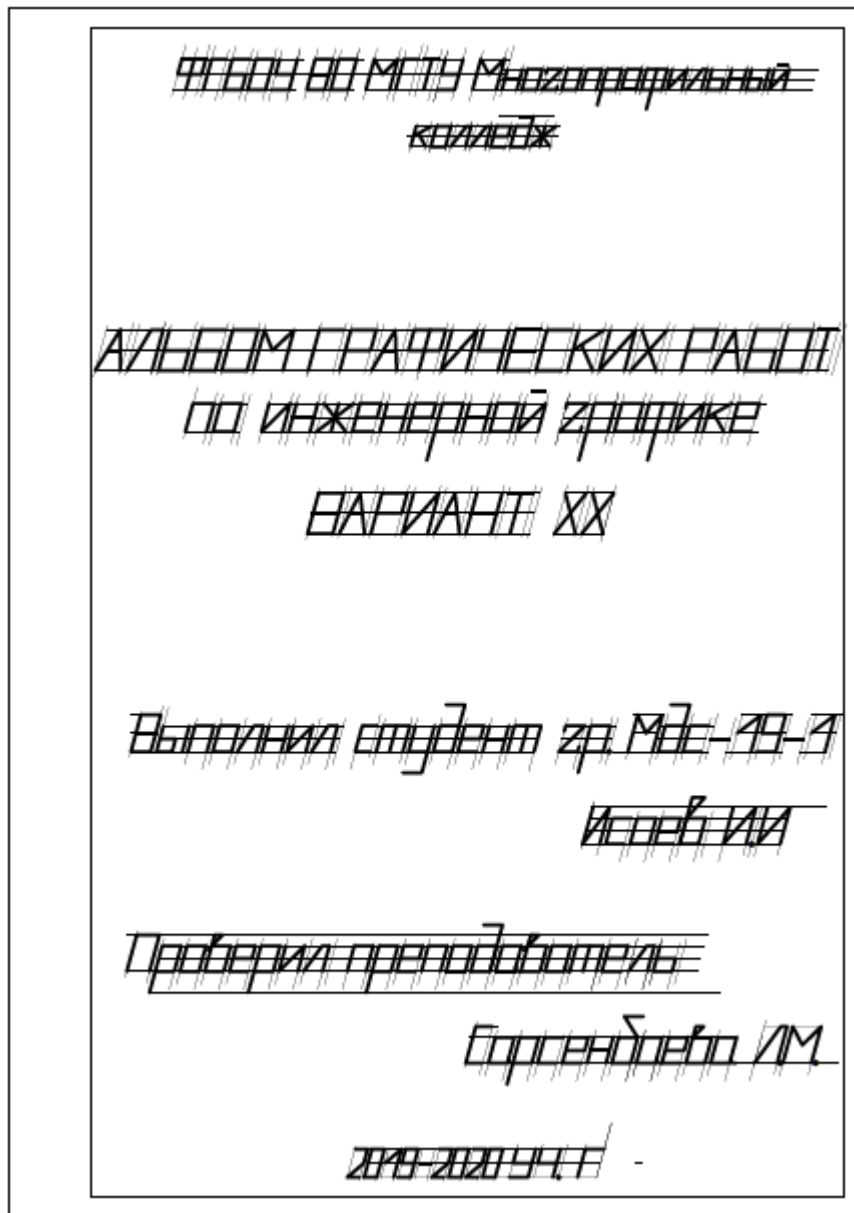 ФГБОУ ВО МГТУ Многопрофильный
колледж
АЛЬБОМ ГРАФИЧЕСКИХ РАБОТ
по инженерной графике
ВАРИАНТ ХХ
Выполнил студент гр. Мдс-19-1
Исаев И.И
Проверил преподаватель
Сарсенбаева Л.М.
2019-2020 УЧ. Г